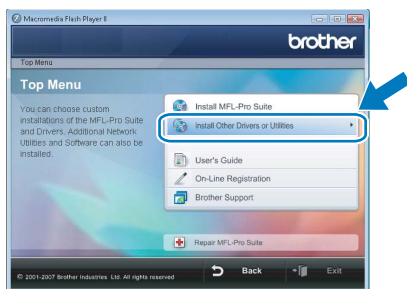 Macromedia Flash Player 8
brother
Top Menu
Top Menu
You can choose custom
installations of the MFL-Pro Suite
and Drivers. Additional Network
Utilities and Software can also be
installed.
Install MFL-Pro Suite
Install Other Drivers or Utilities
User's Guide
On-Line Registration
Brother Support
Repair MFL-Pro Suite
© 2001-2007 Brother Industries, Ltd. All rights reserved
Back
Exit